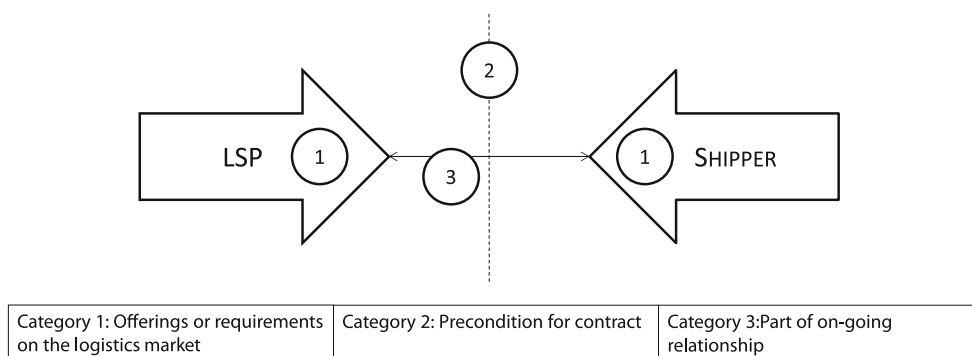 2
LSP 1 1 SHIPPER
3
Category 1: Offerings or requirements
on the logistics market
Category 2: Precondition for contract
Category 3:Part of on-going
relationship